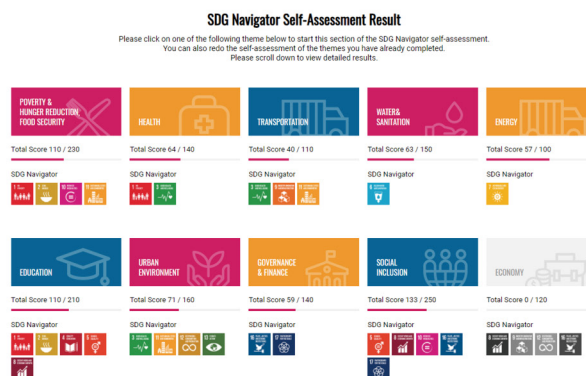 SDG Navigator Self-Assessment Result
Please click on one of the following theme below to start this section of the SDG Navigator self-assessment.
You can also redo the self-assessment of the themes you have already completed.
Please scroll down to view detailed results.
POVERTY &
HUNGER REDUCTION,
FOOD SECURITY
HEALTH
TRANSPORTATION
WATER&
SANITATION
ENERGY
Total Score 110 / 230
Total Score 64 / 140
Total Score 40 / 110
Total Score 63 / 150
Total Score 57 / 100
SDG Navigator
SDG Navigator
SDG Navigator
SDG Navigator
SDG Navigator
EDUCATION
URBAN
ENVIRONMENT
GOVERNANCE
& FINANCE
SOCIAL
INCLUSION
ECONOMY
Total Score 110 / 210
Total Score 71 / 160
Total Score 59 / 140
Total Score 133 / 250
Total Score 0 / 120
SDG Navigator
SDG Navigator
SDG Navigator
SDG Navigator
SDG Navigator